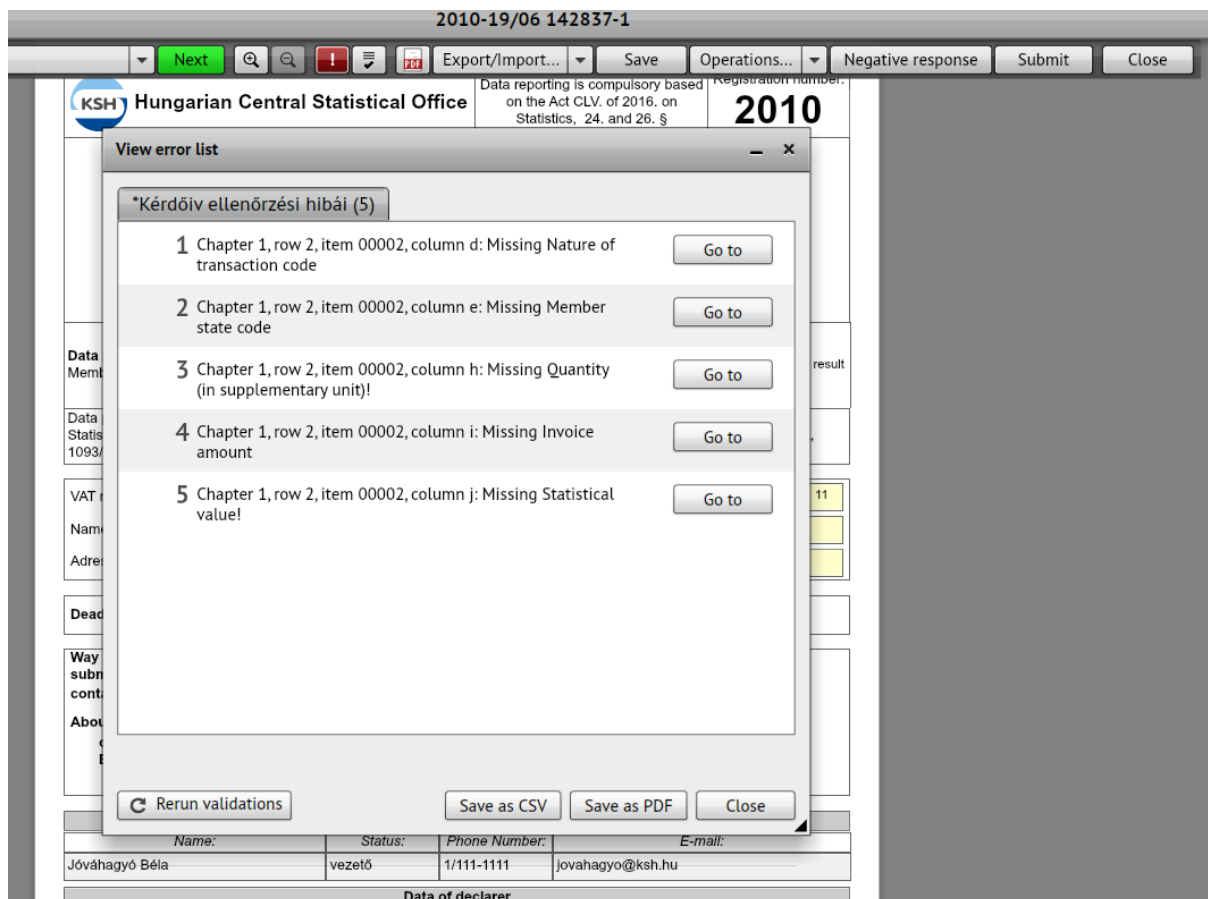 2010-19/06 142837-1
Next
PDF
Export/Import...
Save
Operations...
Negative response
Submit
Close
KSH
Hungarian Central Statistical Office
Data reporting is compulsory based
on the Act CLV. of 2016. on
Statistics, 24. and 26. §
Registration number:
2010
View error list
*Kérdőiv ellenőrzési hibái (5)
1 Chapter 1, row 2, item 00002, column d: Missing Nature of
transaction code
Go to
2 Chapter 1, row 2, item 00002, column e: Missing Member
state code
Go to
3 Chapter 1, row 2, item 00002, column h: Missing Quantity
(in supplementary unit)!
Go to
4 Chapter 1, row 2, item 00002, column i: Missing Invoice
amount
Go to
5 Chapter 1, row 2, item 00002, column j: Missing Statistical
value!
Go to
Data
result
Data
1093/
VAT
11
Rerun validations
Save as CSV
Save as PDF
Close
Way
Name:
Status:
Phone Number:
E-mail:
Jóváhagyó Béla
vezető
1/111-1111
jovahagyo@ksh.hu
Data of declarer